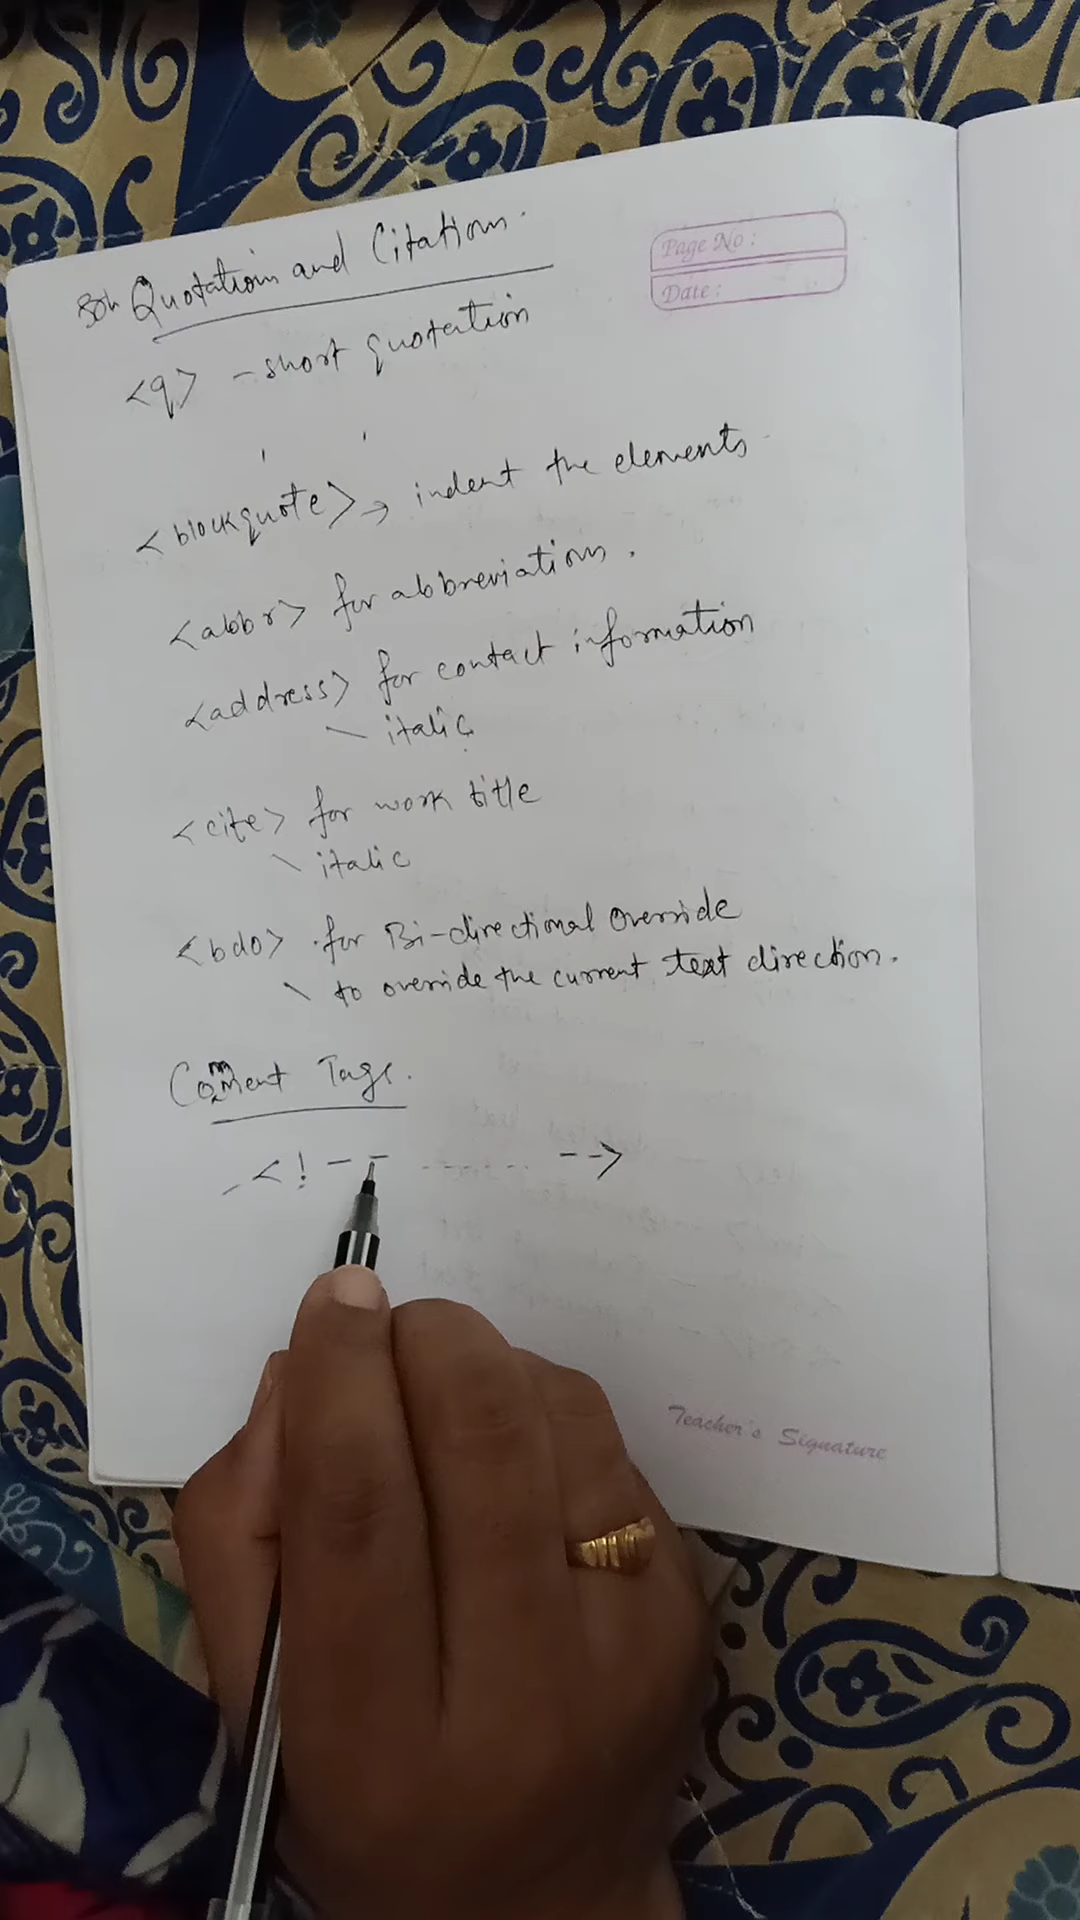 Quotation and Citation.
Page No :
Date :
<q> - short quotation
<blockquote> → indent the elements
<abbr> for abbreviations.
<address> for contact information
\ italic
<cite> for work title
\ italic
<bdo> for Bi-directional Override
\ to override the current text direction.
Comment Tags.
<!-- ------- -->
Teacher's Signature